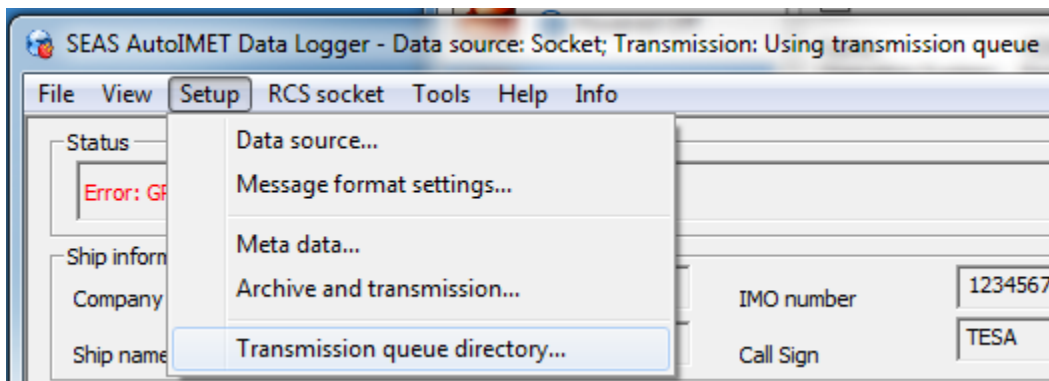 SEAS AutoIMET Data Logger - Data source: Socket; Transmission: Using transmission queue
File View Setup RCS socket Tools Help Info
Status
Error:
Data source...
Message format settings...
Meta data...
Archive and transmission...
Transmission queue directory...
Ship
Company
Ship name
IMO number
1234567
Call Sign
TESA